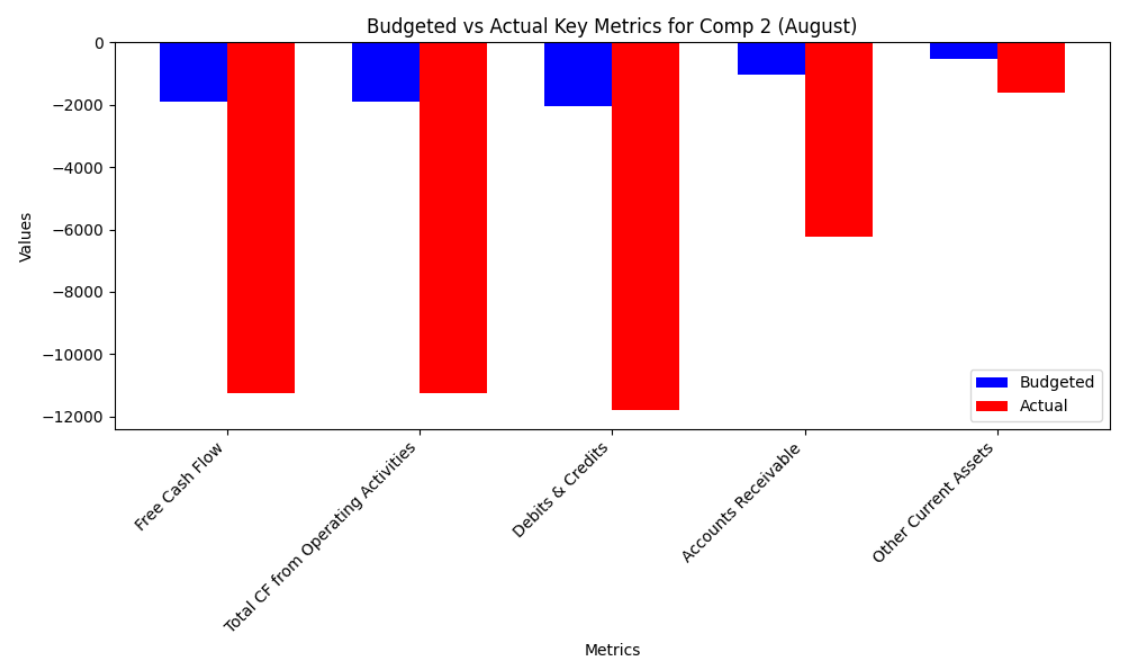 Budgeted vs Actual Key Metrics for Comp 2 (August)
0
−2000
−4000
−6000
−8000
−10000
−12000
Values
Budgeted
Actual
Free Cash Flow
Total CF from Operating Activities
Debits & Credits
Accounts Receivable
Other Current Assets
Metrics